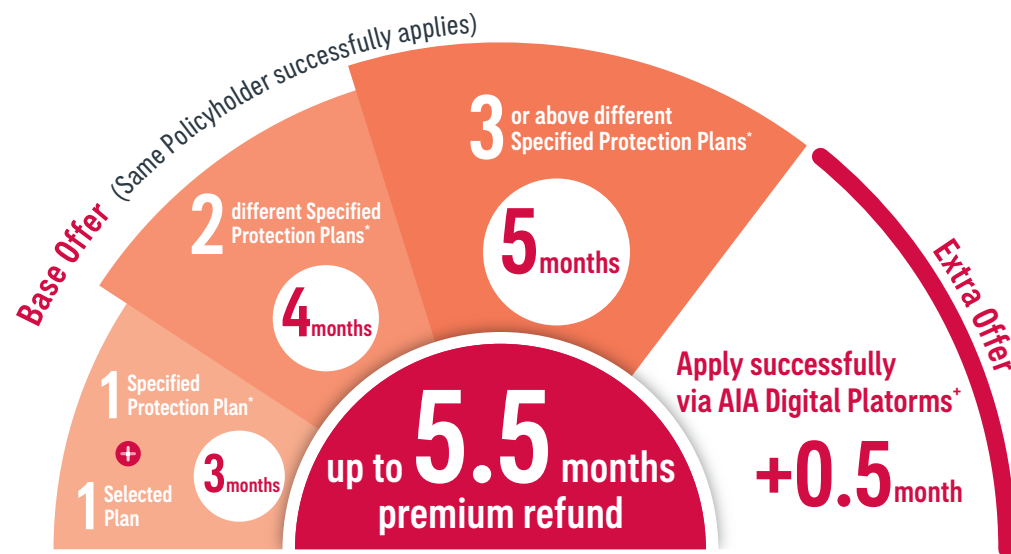 Base Offer (Same Policyholder successfully applies)
1 Specified
Protection Plan*
+
1 Selected
Plan
3 months
2 different Specified
Protection Plans*
4 months
3 or above different
Specified Protection Plans*
5 months
up to 5.5 months
premium refund
Extra Offer
Apply successfully
via AIA Digital Platorms+
+0.5 month